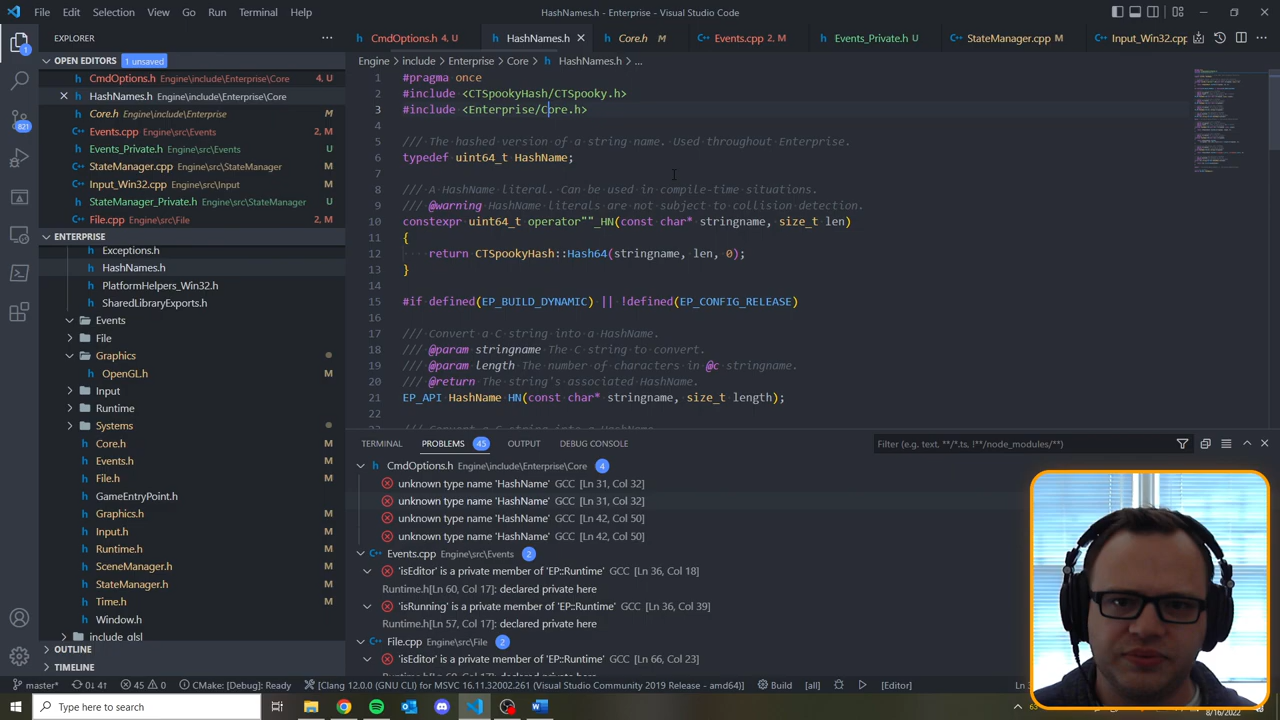 File Edit Selection View Go Run Terminal Help
HashNames.h - Enterprise - Visual Studio Code
EXPLORER
CmdOptions.h 4, U
HashNames.h
Core.h M
Events.cpp 2, M
Events_Private.h U
StateManager.cpp M
Input_Win32.cpp
OPEN EDITORS 1 unsaved
CmdOptions.h Engine\include\Enterprise\Core 4, U
HashNames.h Engine\include\Enterprise\Core
Core.h Engine\include\Enterprise M
Events.cpp Engine\src\Events 2, M
Events_Private.h Engine\src\Events U
StateManager.cpp Engine\src\StateManager M
Input_Win32.cpp Engine\src\Input M
StateManager_Private.h Engine\src\StateManager U
File.cpp Engine\src\File 2, M
ENTERPRISE
Exceptions.h
HashNames.h
PlatformHelpers_Win32.h
SharedLibraryExports.h
Events
File
Graphics
OpenGL.h M
Input
Runtime
Systems
Core.h M
Events.h M
File.h M
GameEntryPoint.h M
Graphics.h M
Input.h M
Runtime.h M
SceneManager.h M
StateManager.h M
Time.h M
Window.h M
include_glsl
OUTLINE
TIMELINE
Engine > include > Enterprise > Core > HashNames.h > ...
1 #pragma once
2 #include
3 #include
4
5
6 typedef uint64_t HashName;
7
8 /// A HashName literal. Can be used in compile-time situations.
9 /// @warning HashName literals are not subject to collision detection.
10 constexpr uint64_t operator"" _HN(const char* stringname, size_t len)
11 {
12 return CTSpookyHash::Hash64(stringname, len, 0);
13 }
14
15 #if defined(EP_BUILD_DYNAMIC) || !defined(EP_CONFIG_RELEASE)
16
17 /// Convert a C string into a HashName.
18 /// @param stringname The C string to convert.
19 /// @param length The number of characters in @c stringname.
20 /// @return The string's associated HashName.
21 EP_API HashName HN(const char* stringname, size_t length);
22
TERMINAL PROBLEMS 45 OUTPUT DEBUG CONSOLE
Filter (e.g. text, **/*.ts, !**/node_modules/**)
CmdOptions.h Engine\include\Enterprise\Core 4
unknown type name 'HashName' GCC [Ln 31, Col 32]
unknown type name 'HashName' GCC [Ln 31, Col 32]
unknown type name 'HashName' GCC [Ln 42, Col 50]
unknown type name 'HashName' GCC [Ln 42, Col 50]
Events.cpp Engine\src\Events 2
'isEditor' is a private member of 'EP::Runtime' GCC [Ln 36, Col 18]
Runtime.h[Ln 60, Col 17]: declared private here
'isRunning' is a private member of 'EP::Runtime' GCC [Ln 36, Col 39]
Runtime.h[Ln 57, Col 17]: declared private here
File.cpp Engine\src\File 2
'isEditor' is a private member of 'EP::Runtime' GCC [Ln 66, Col 23]
master* 0↓ 4↑ 45 0 CMake: [Debug]: Ready [Clang 12.0.0 (GNU CLI) for MSVC 16.11.32002.261 (Visual Studio Community 2019 Release - amd64)] Build [all] [Editor]
Type here to search
8/16/2022